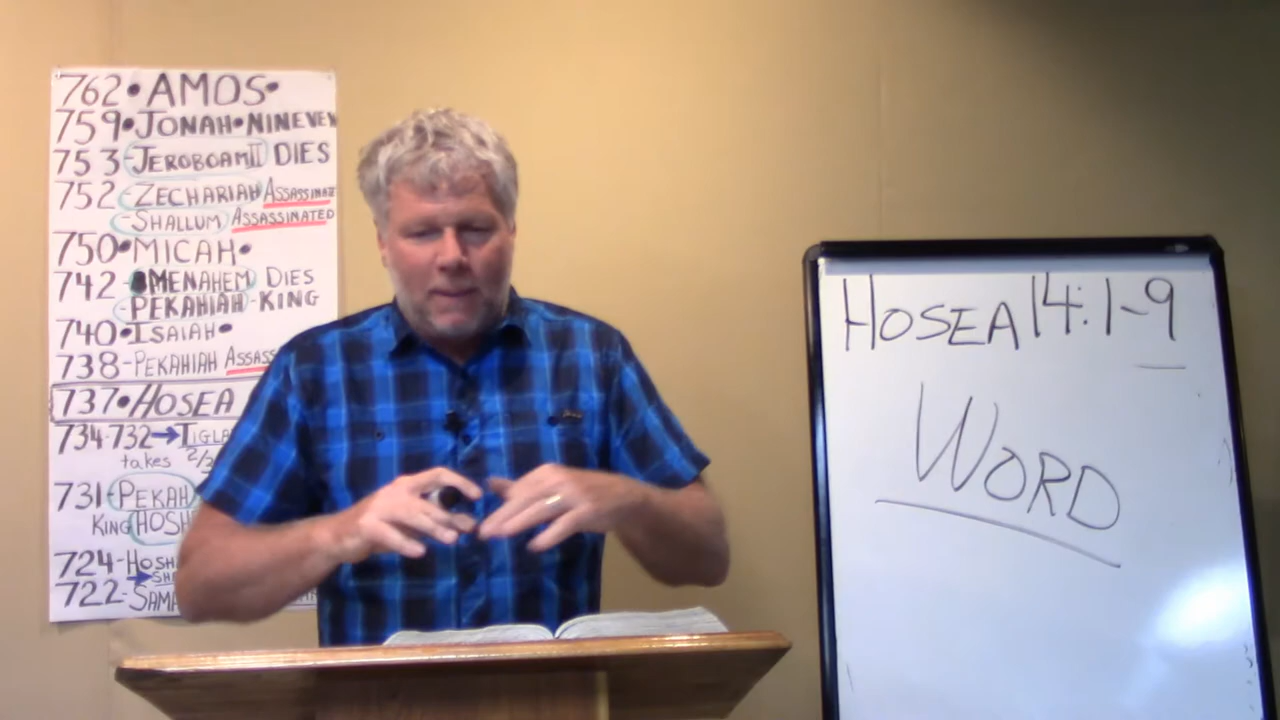 762 • AMOS •
759 • JONAH • NINEVEH
753 JEROBOAM II DIES
752 - ZECHARIAH ASSASSINATE
- SHALLUM ASSASSINATED
750 • MICAH •
742 - MENAHEM DIES
- PEKAHIAH - KING
740 • ISAIAH •
738 - PEKAHIAH ASSASS
737 • HOSEA
734-732 → TIGLA
takes 2/3
731 - PEKAH
KING HOSH
724 - HOSH
→ SHA
722 - SAMA
HOSEA 14:1-9
WORD